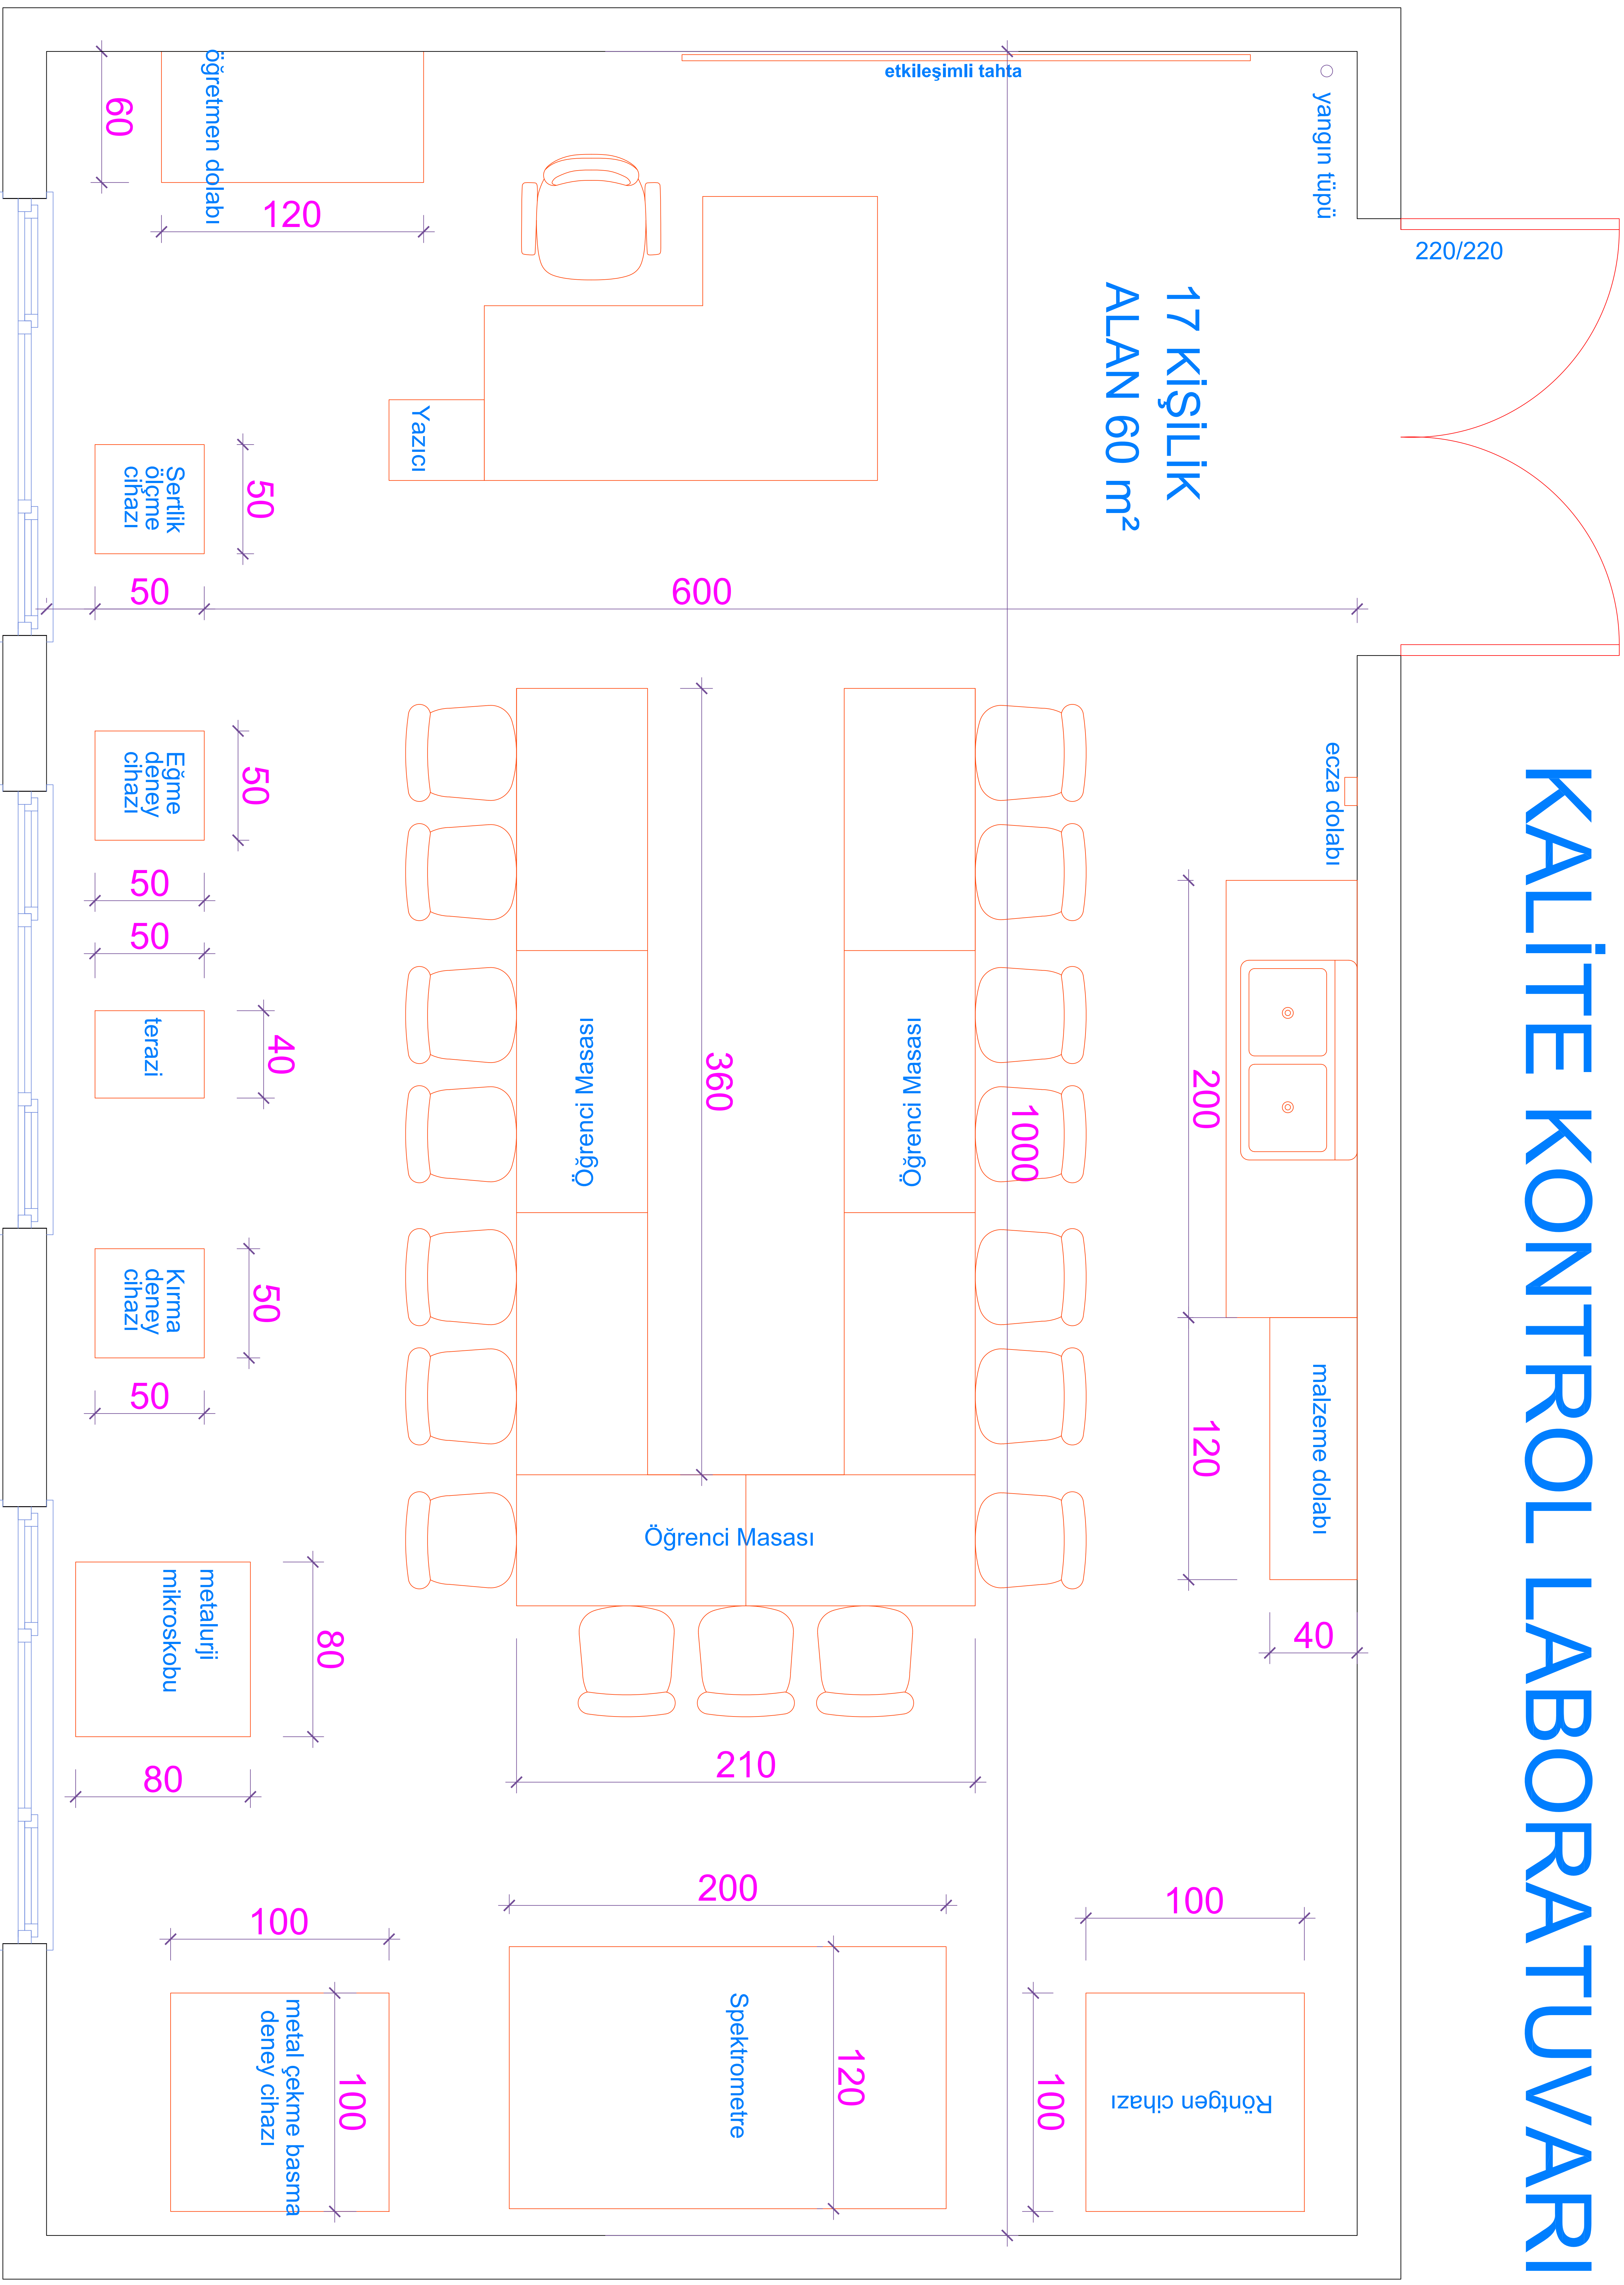 KALİTE KONTROL LABORATUVARI
220/220
yangın tüpü
etkileşimli tahta
öğretmen dolabı
60
120
17 KİŞİLİK
ALAN 60 m²
Yazıcı
Sertlik
ölçme
cihazı
50
50
600
ecza dolabı
Eğme
deney
cihazı
50
50
50
terazi
40
Öğrenci Masası
360
Öğrenci Masası
1000
200
Kırma
deney
cihazı
50
50
malzeme dolabı
120
40
Öğrenci Masası
metalurji
mikroskobu
80
80
210
100
200
100
metal çekme basma
deney cihazı
100
Spektrometre
120
100
Röntgen cihazı